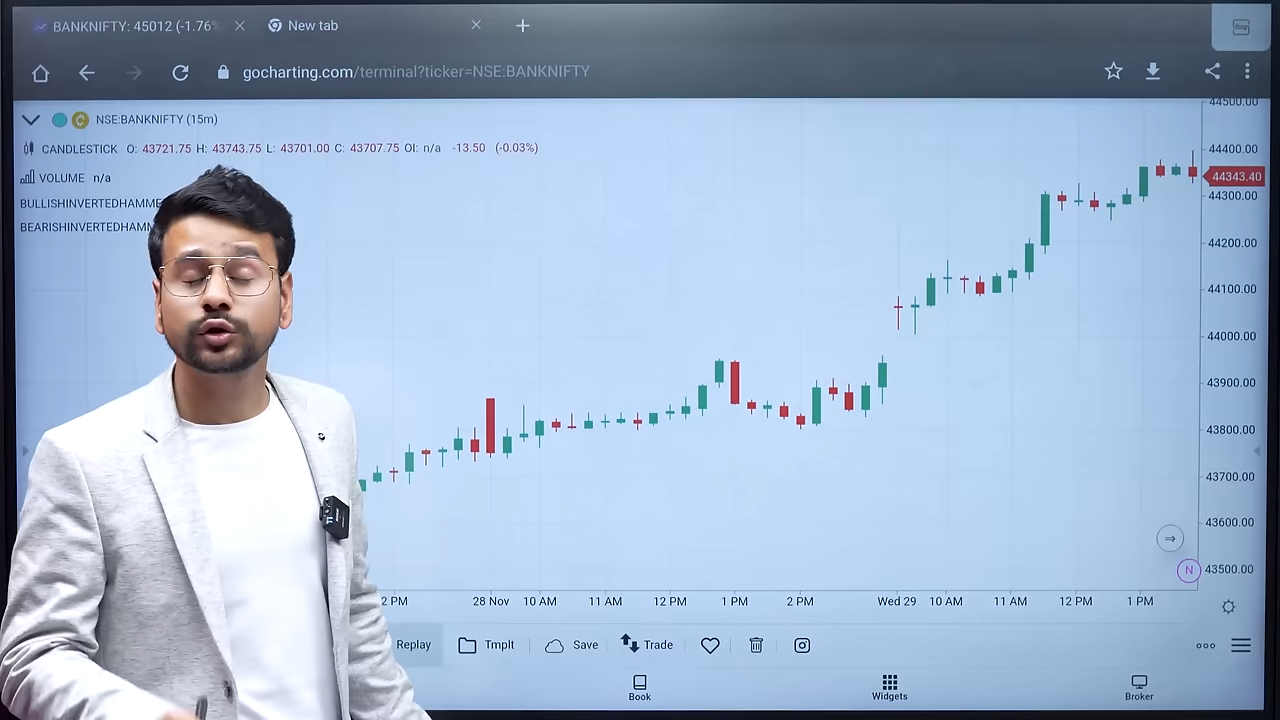 BANKNIFTY: 45012 (-1.76%
New tab
gocharting.com/terminal?ticker=NSE:BANKNIFTY
NSE:BANKNIFTY (15m)
CANDLESTICK O: 43721.75 H: 43743.75 L: 43701.00 C: 43707.75 OI: n/a -13.50 (-0.03%)
VOLUME n/a
BULLISHINVERTEDHAMME
BEARISHINVERTEDHAMM
44500.00
44400.00
44343.40
44300.00
44200.00
44100.00
44000.00
43900.00
43800.00
43700.00
43600.00
43500.00
N
2 PM 28 Nov 10 AM 11 AM 12 PM 1 PM 2 PM Wed 29 10 AM 11 AM 12 PM 1 PM
Replay Tmplt Save Trade
Book Widgets Broker